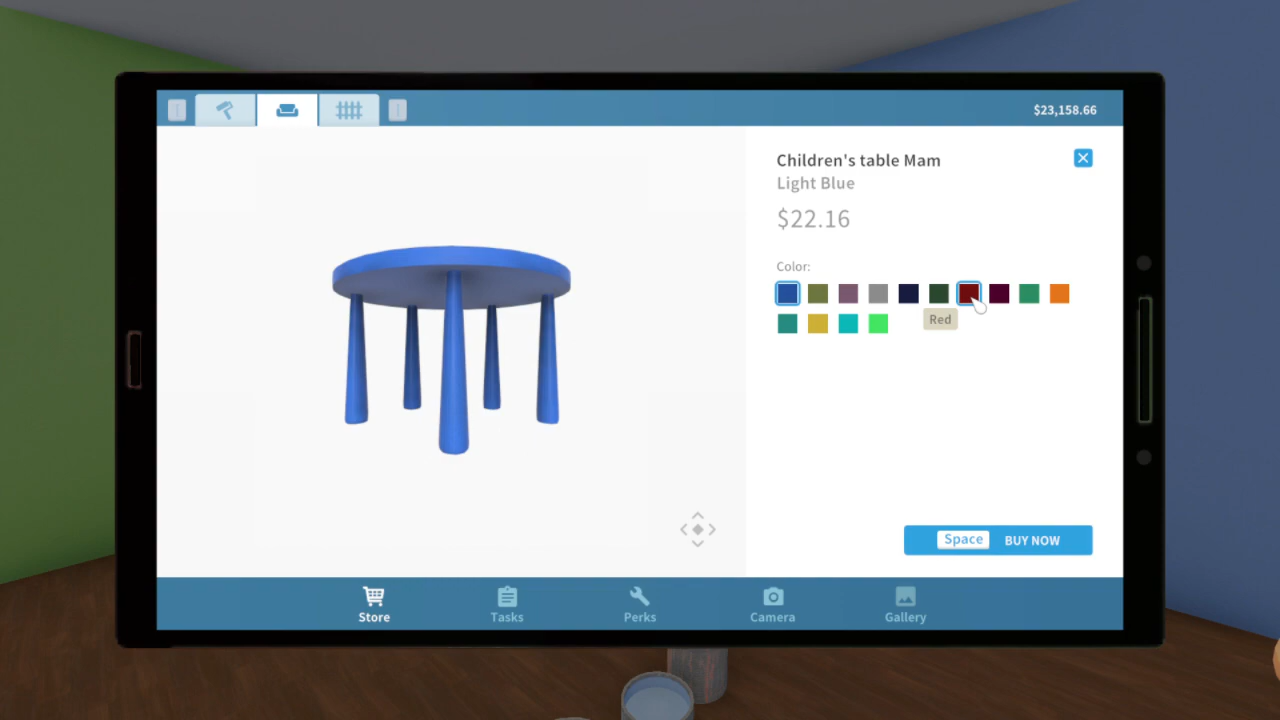 $23,158.66
Children's table Mam
Light Blue
$22.16
Color:
Red
Space BUY NOW
Store Tasks Perks Camera Gallery